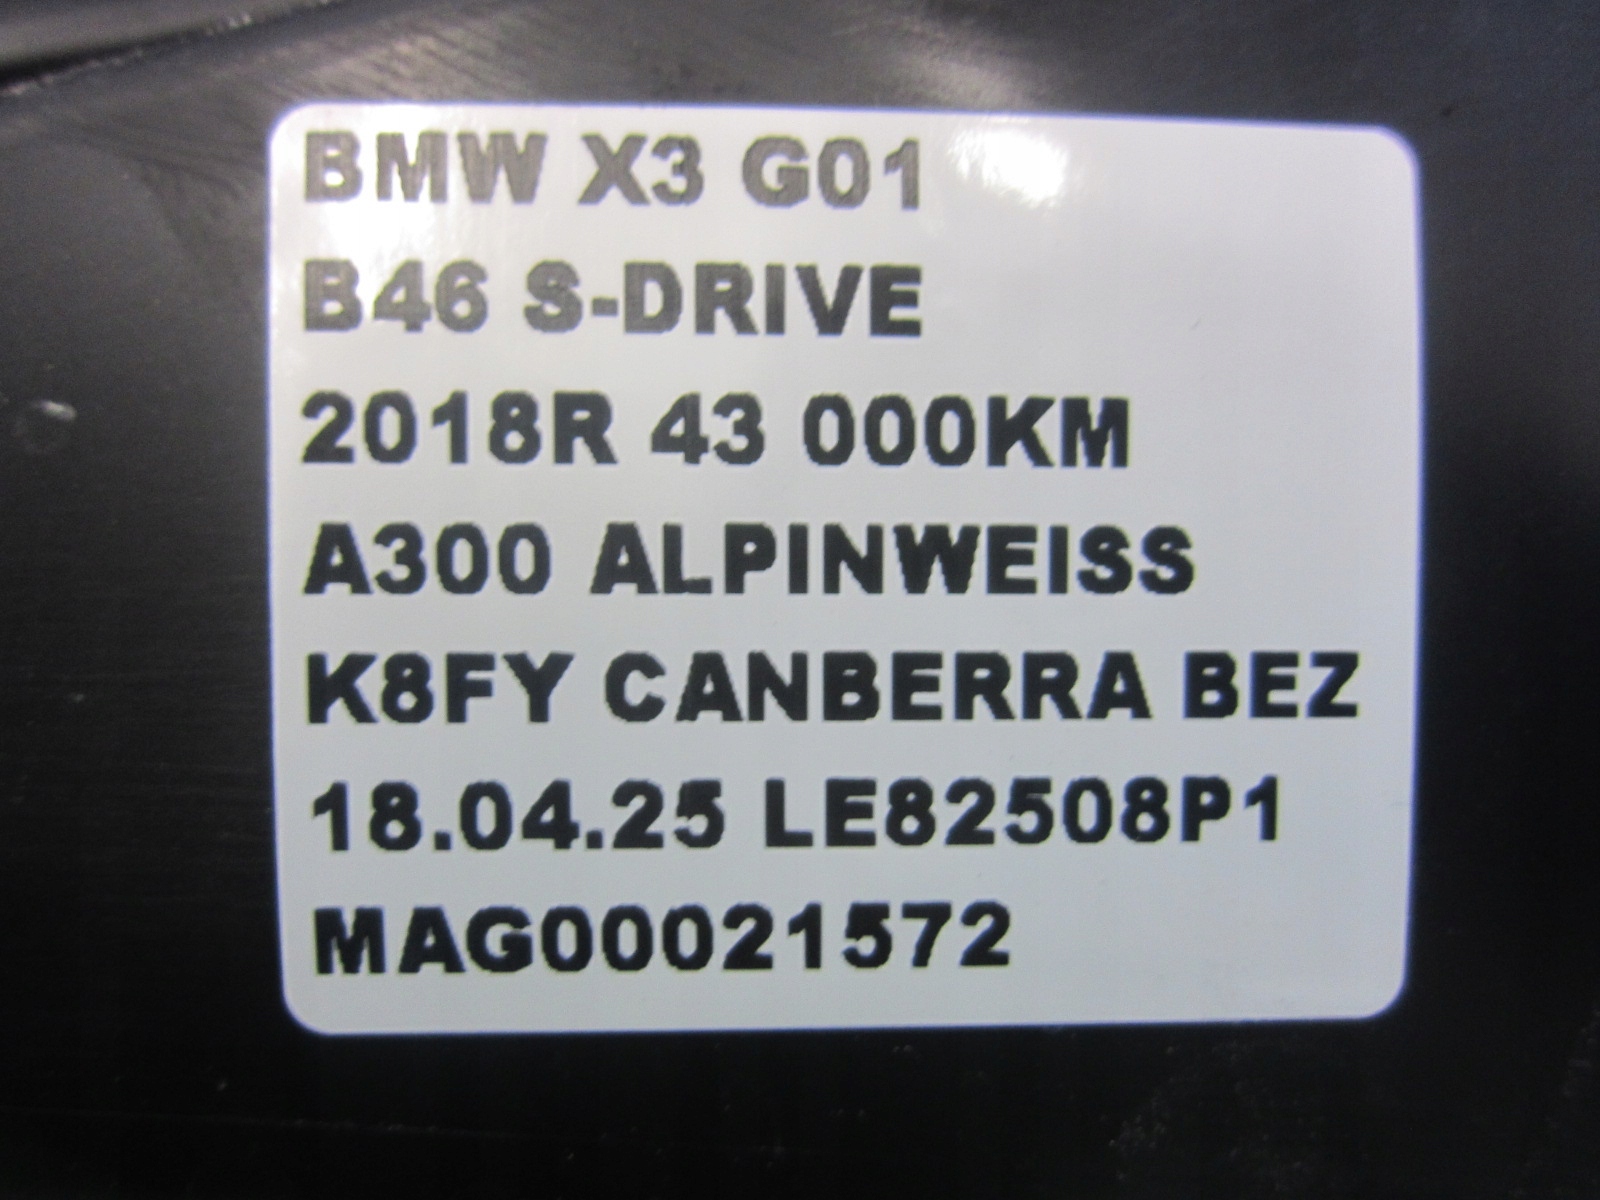 BMW X3 G01
B46 S-DRIVE
2018R 43 000KM
A300 ALPINWEISS
K8FY CANBERRA BEZ
18.04.25 LE82508P1
MAG00021572